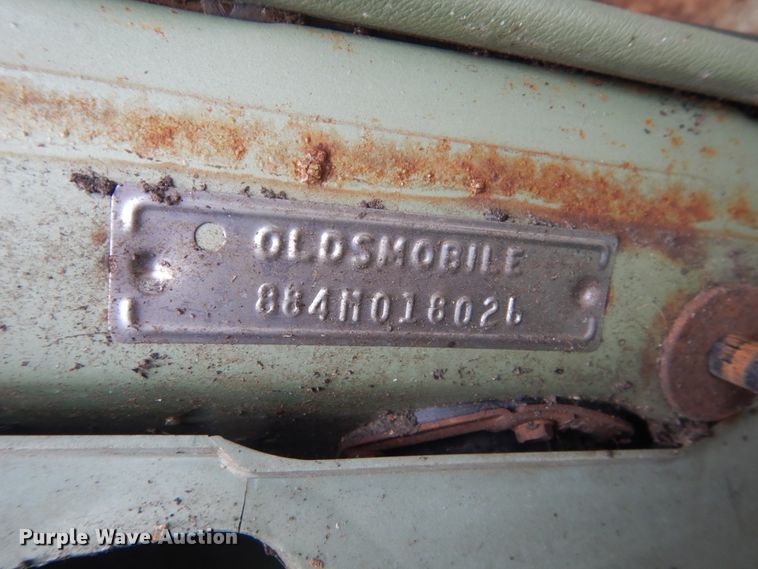 OLDSMOBILE
884M018026
Purple Wave Auction